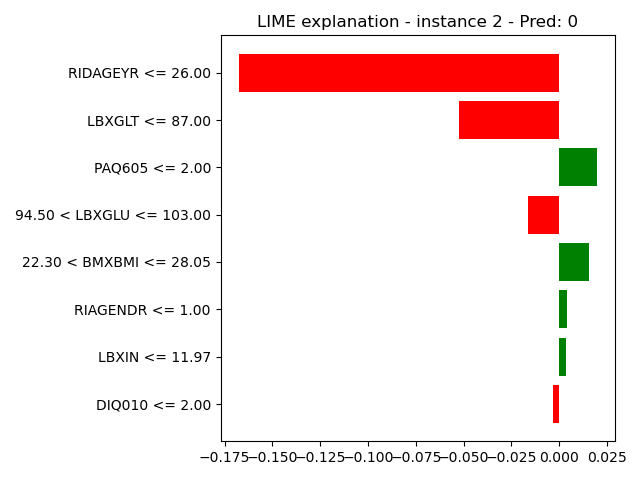 LIME explanation - instance 2 - Pred: 0
RIDAGEYR <= 26.00
LBXGLT <= 87.00
PAQ605 <= 2.00
94.50 < LBXGLU <= 103.00
22.30 < BMXBMI <= 28.05
RIAGENDR <= 1.00
LBXIN <= 11.97
DIQ010 <= 2.00
−0.175 −0.150 −0.125 −0.100 −0.075 −0.050 −0.025 0.000 0.025